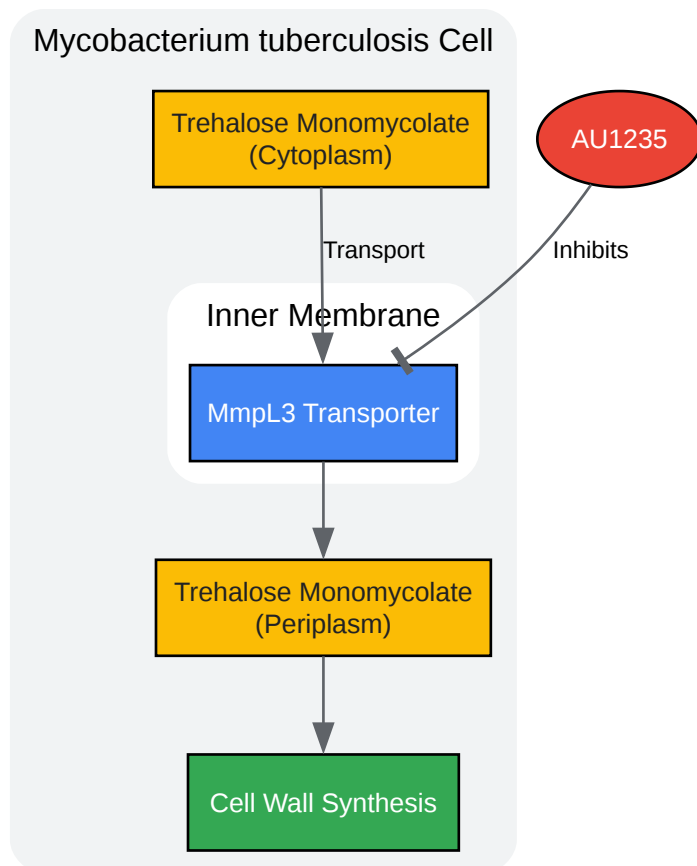 Mycobacterium tuberculosis Cell
Trehalose Monomycolate
(Cytoplasm)
AU1235
Transport
Inhibits
Inner Membrane
MmpL3 Transporter
Trehalose Monomycolate
(Periplasm)
Cell Wall Synthesis